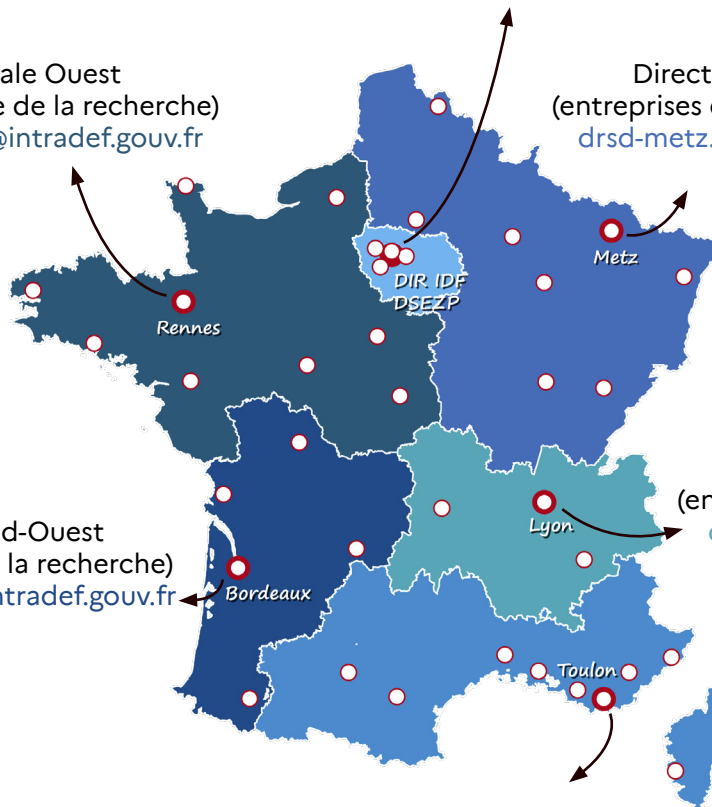 ale Ouest
e de la recherche)
@intradef.gouv.fr
Direct
(entreprises
drsd-metz.
Metz
DIR IDF
DSEZP
Rennes
(en
Lyon
d-Ouest
la recherche)
ntradef.gouv.fr
Bordeaux
Toulon